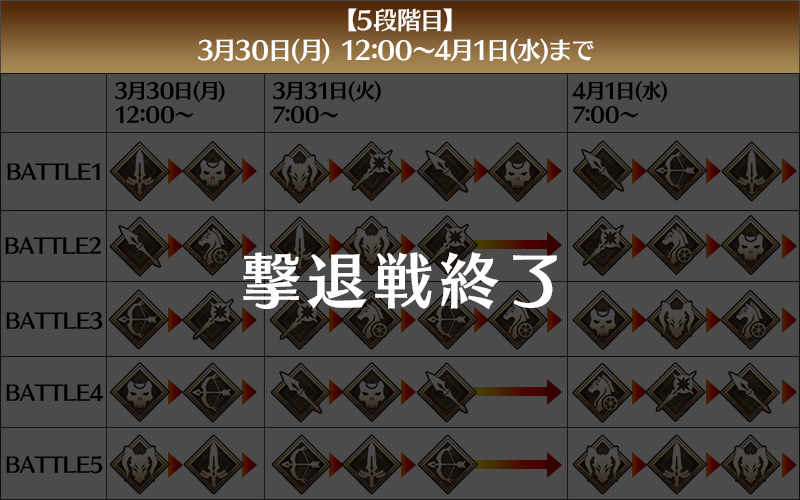 【5段階目】
3月30日(月) 12:00～4月1日(水)まで
3月30日(月) 3月31日(火) 4月1日(水)
12:00～ 7:00～ 7:00～
BATTLE1
BATTLE2
撃退戦終了
BATTLE3
BATTLE4
BATTLE5